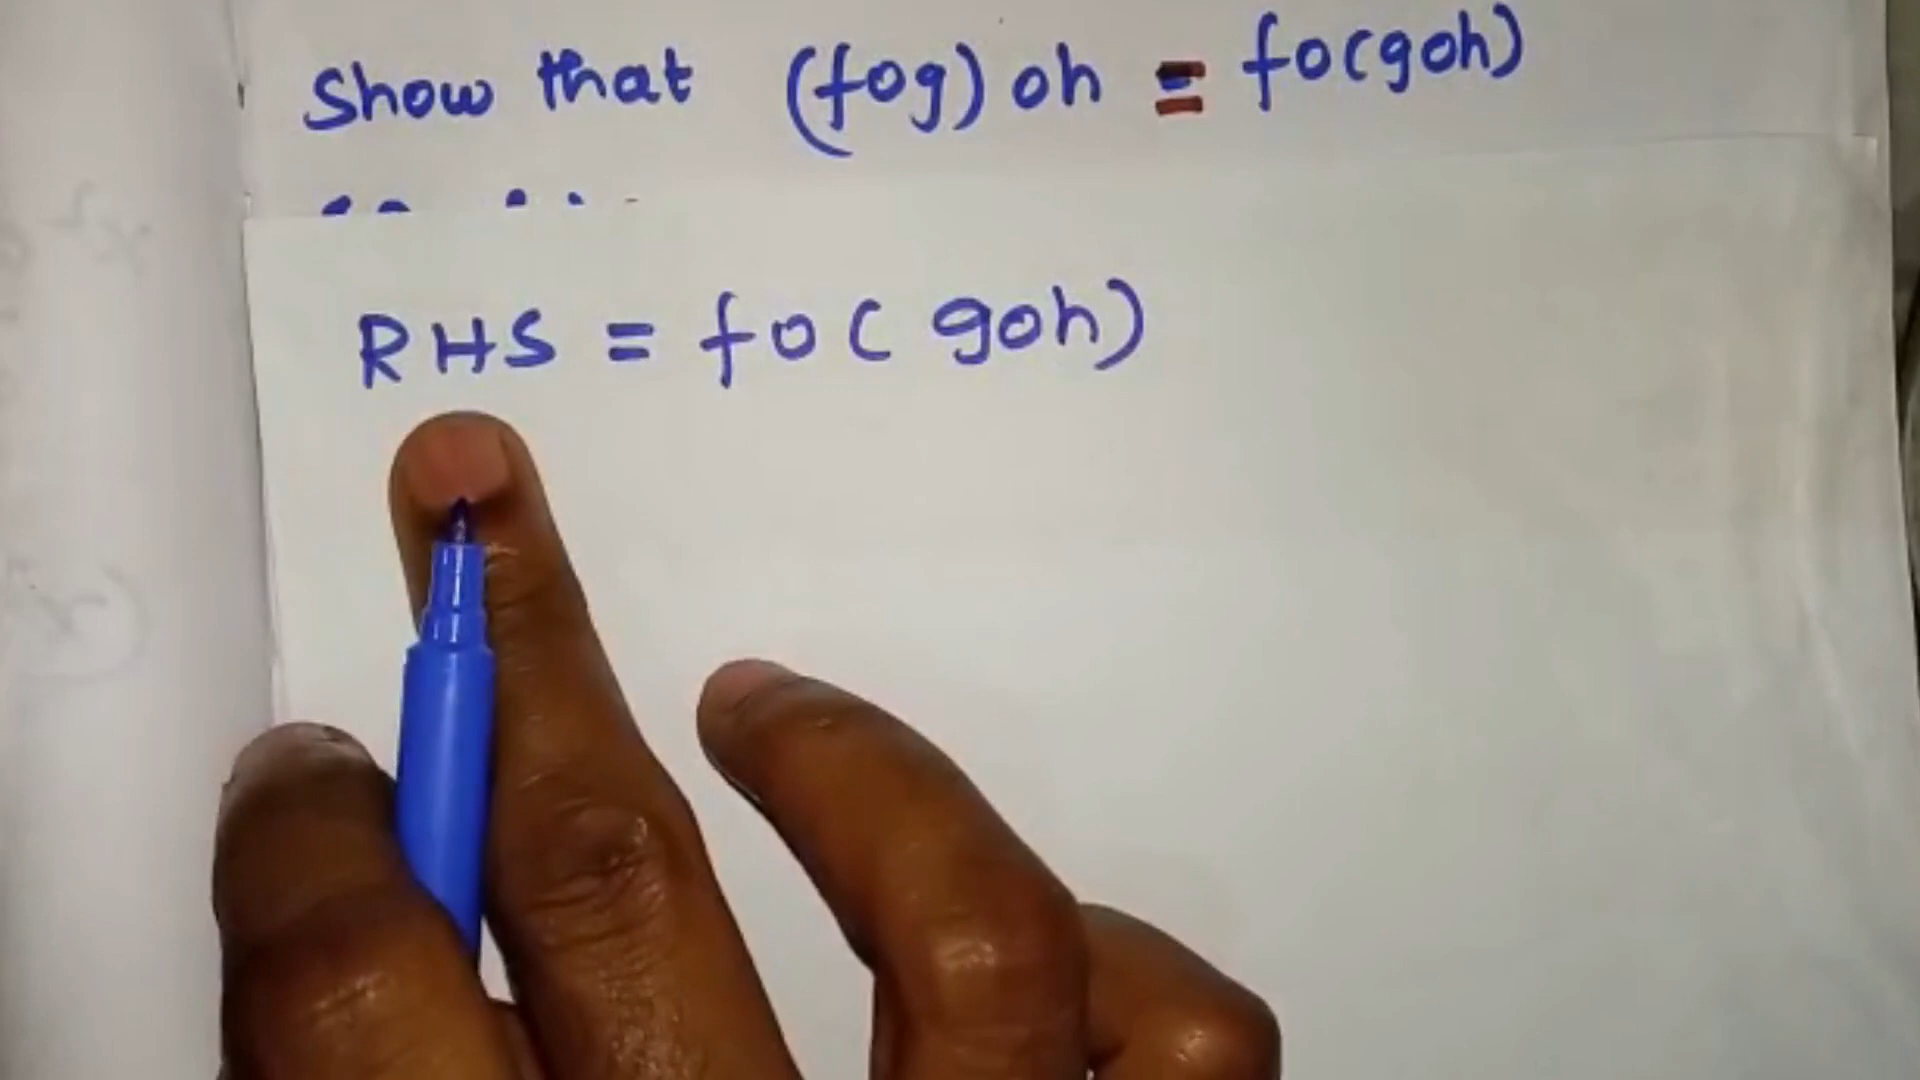 Show that (fog) oh = fo(goh)
RHS = fo( goh)